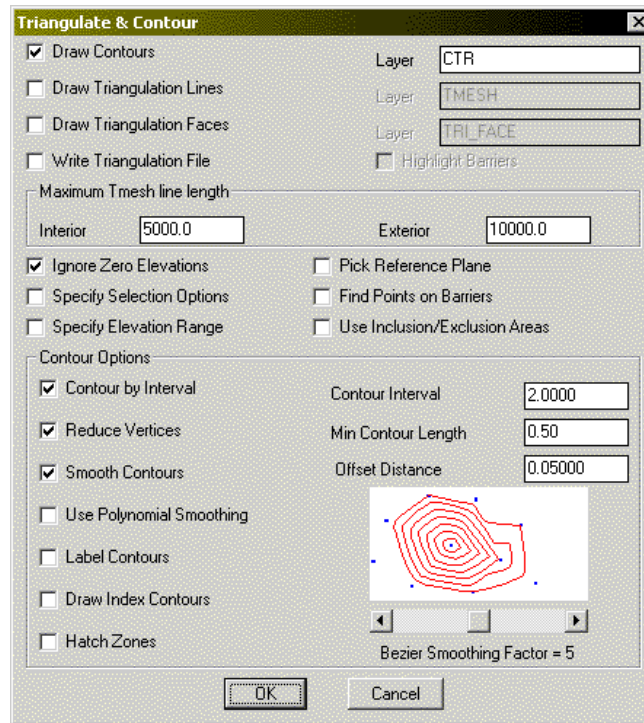 Triangulate & Contour
Draw Contours
Layer CTR
Draw Triangulation Lines
Layer TMESH
Draw Triangulation Faces
Layer TRI_FACE
Write Triangulation File
Highlight Barriers
Maximum Tmesh line length
Interior 5000.0 Exterior 10000.0
Ignore Zero Elevations Pick Reference Plane
Specify Selection Options Find Points on Barriers
Specify Elevation Range Use Inclusion/Exclusion Areas
Contour Options
Contour by Interval Contour Interval 2.0000
Reduce Vertices Min Contour Length 0.50
Smooth Contours Offset Distance 0.05000
Use Polynomial Smoothing
Label Contours
Draw Index Contours
Hatch Zones
Bezier Smoothing Factor = 5
OK Cancel